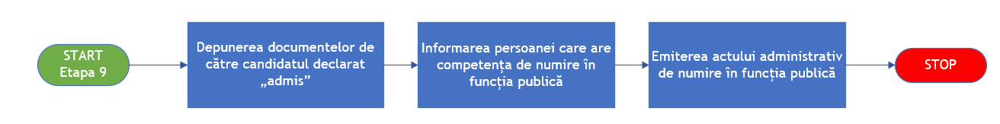 START
Etapa 9
Depunerea documentelor de
către candidatul declarat
„admis”
Informarea persoanei care are
competența de numire în
funcția publică
Emiterea actului administrativ
de numire în funcția publică
STOP